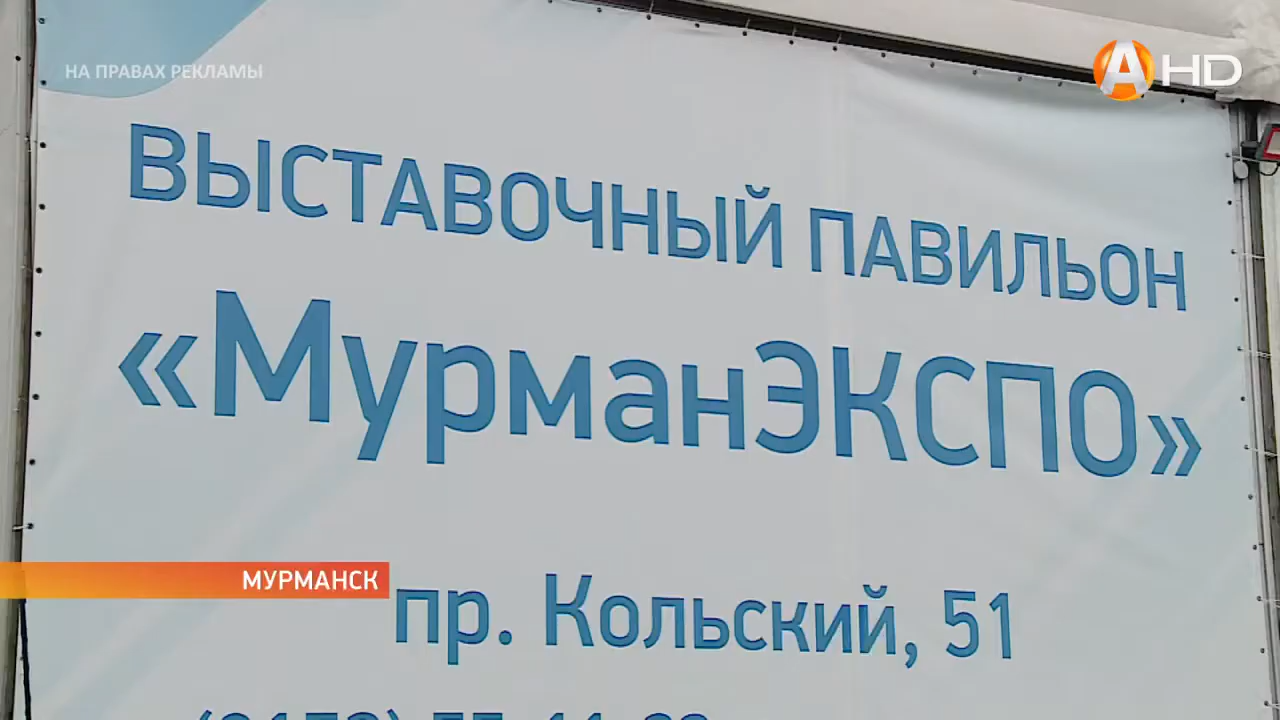 НА ПРАВАХ РЕКЛАМЫ
А HD
ВЫСТАВОЧНЫЙ ПАВИЛЬОН
«МурманЭКСПО»
МУРМАНСК
пр. Кольский, 51